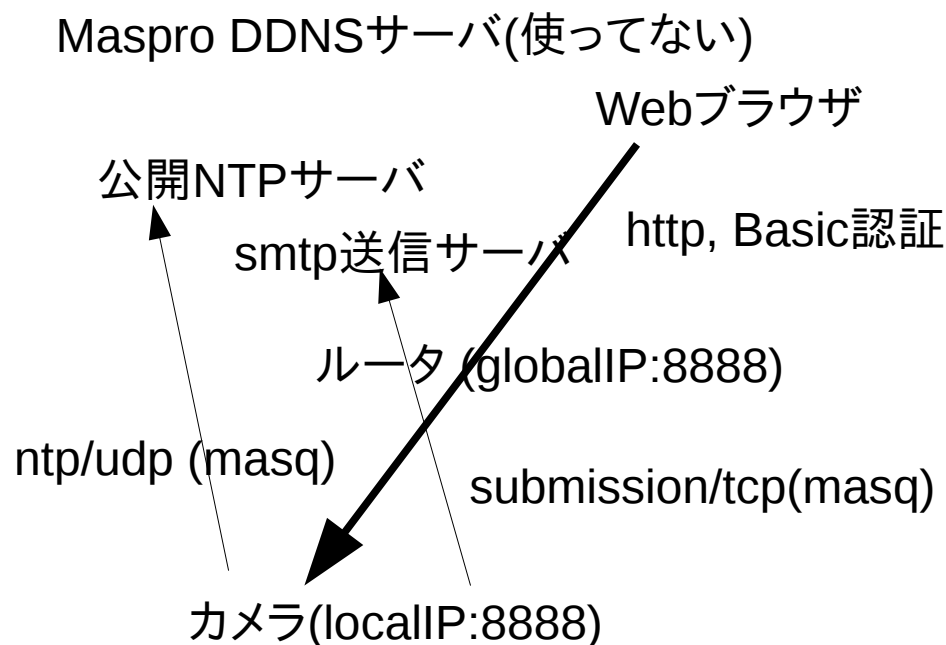 Maspro DDNSサーバ(使ってない)
Webブラウザ
公開NTPサーバ
http, Basic認証
smtp送信サーバ
ルータ (globalIP:8888)
ntp/udp (masq)
submission/tcp(masq)
カメラ(localIP:8888)